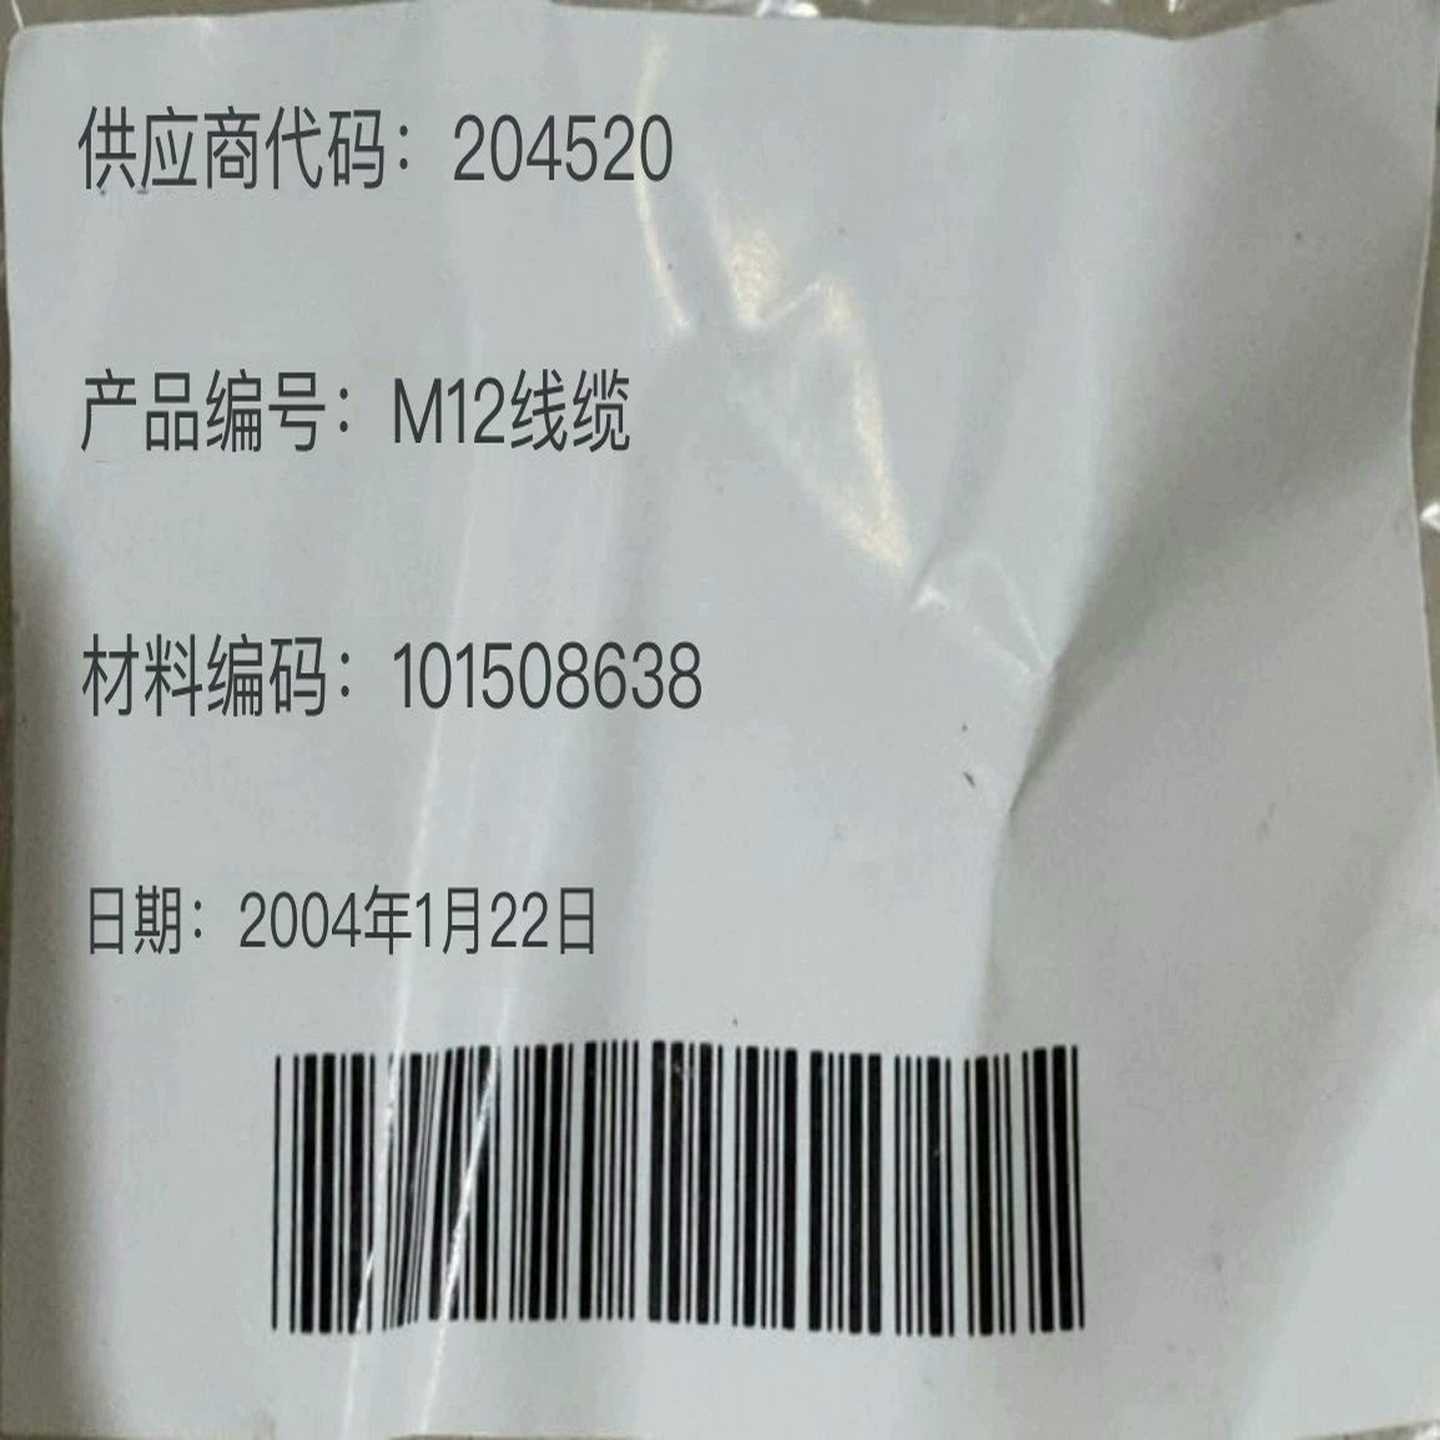 供应商代码：204520
产品编号：M12线缆
材料编码：101508638
日期：2004年1月22日